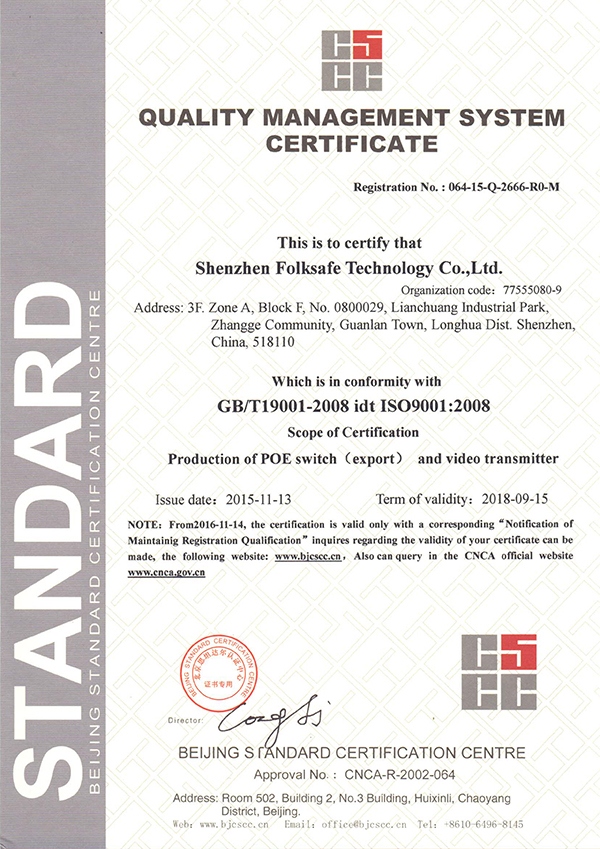 CSCC
QUALITY MANAGEMENT SYSTEM
CERTIFICATE
Registration No. : 064-15-Q-2666-R0-M
This is to certify that
Shenzhen Folksafe Technology Co.,Ltd.
Organization code: 77555080-9
Address: 3F. Zone A, Block F, No. 0800029, Lianchuang Industrial Park,
Zhangge Community, Guanlan Town, Longhua Dist. Shenzhen,
China, 518110
Which is in conformity with
GB/T19001-2008 idt ISO9001:2008
Scope of Certification
Production of POE switch（export） and video transmitter
Issue date: 2015-11-13 Term of validity: 2018-09-15
NOTE: From2016-11-14, the certification is valid only with a corresponding “Notification of
Maintainig Registration Qualification” inquires regarding the validity of your certificate can be
made, the following website: www.bjcscc.cn, Also can query in the CNCA official website
www.cnca.gov.cn
STANDARD
BEIJING STANDARD CERTIFICATION CENTRE
BEIJING STANDARD CERTIFICATION CENTRE
证书专用
CSCC
Director:
BEIJING STANDARD CERTIFICATION CENTRE
Approval No. : CNCA-R-2002-064
Address: Room 502, Building 2, No.3 Building, Huixinli, Chaoyang
District, Beijing.
Web: www.bjcscc.cn Email: office@bjcscc.cn Tel: +8610-6496-8145